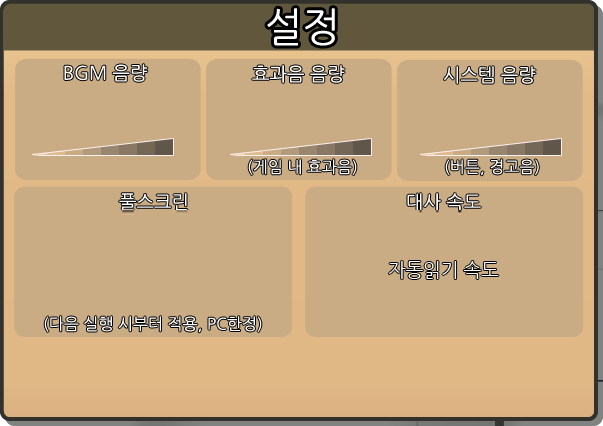 설정
BGM 음량
효과음 음량
시스템 음량
(게임 내 효과음)
(버튼, 경고음)
풀스크린
대사 속도
자동읽기 속도
(다음 실행 시부터 적용, PC한정)